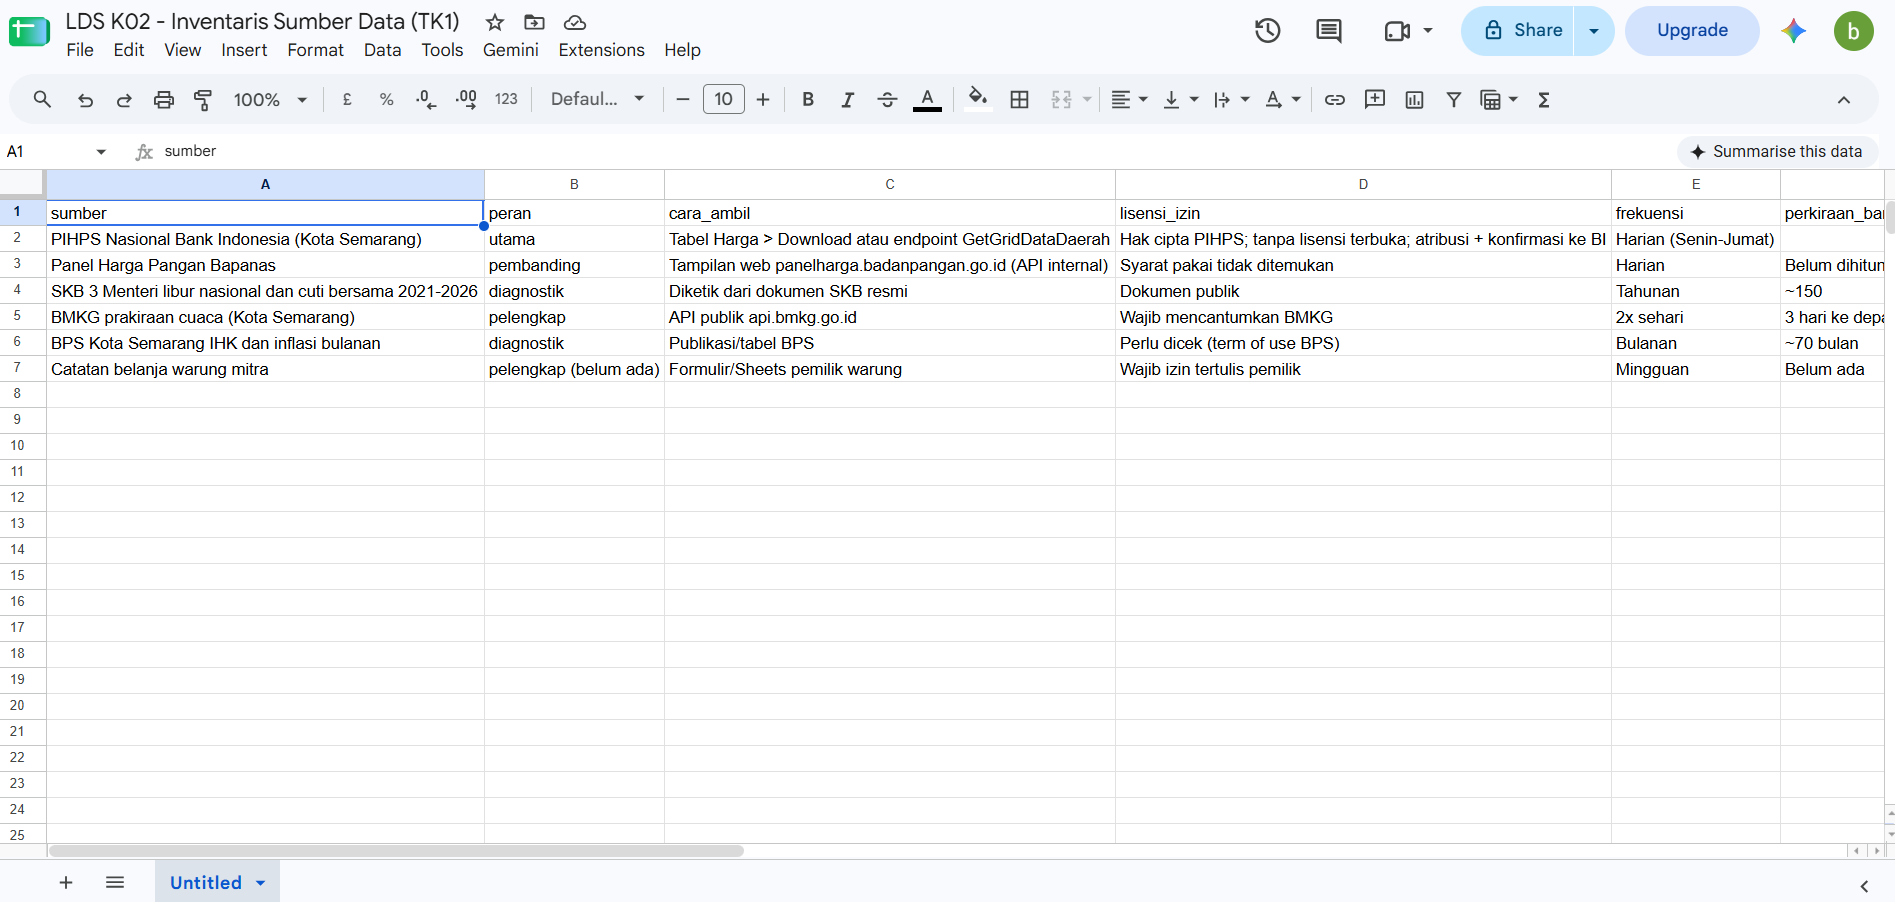 LDS K02 - Inventaris Sumber Data (TK1)
File Edit View Insert Format Data Tools Gemini Extensions Help
Share
Upgrade
b
100%
£ % .0 .00 123
Defaul...
10
B I A
A1
fx sumber
Summarise this data
A B C D E
1 sumber peran cara_ambil lisensi_izin frekuensi
2 PIHPS Nasional Bank Indonesia (Kota Semarang) utama Tabel Harga > Download atau endpoint GetGridDataDaerah Hak cipta PIHPS; tanpa lisensi terbuka; atribusi + konfirmasi ke BI Harian (Senin-Jumat)
3 Panel Harga Pangan Bapanas pembanding Tampilan web panelharga.badanpangan.go.id (API internal) Syarat pakai tidak ditemukan Harian Belum
4 SKB 3 Menteri libur nasional dan cuti bersama 2021-2026 diagnostik Diketik dari dokumen SKB resmi Dokumen publik Tahunan ~150
5 BMKG prakiraan cuaca (Kota Semarang) pelengkap API publik api.bmkg.go.id Wajib mencantumkan BMKG 2x sehari 3 hari ke
6 BPS Kota Semarang IHK dan inflasi bulanan diagnostik Publikasi/tabel BPS Perlu dicek (term of use BPS) Bulanan ~70 bulan
7 Catatan belanja warung mitra pelengkap (belum ada) Formulir/Sheets pemilik warung Wajib izin tertulis pemilik Mingguan Belum ada
8
9
10
11
12
13
14
15
16
17
18
19
20
21
22
23
24
25
Untitled